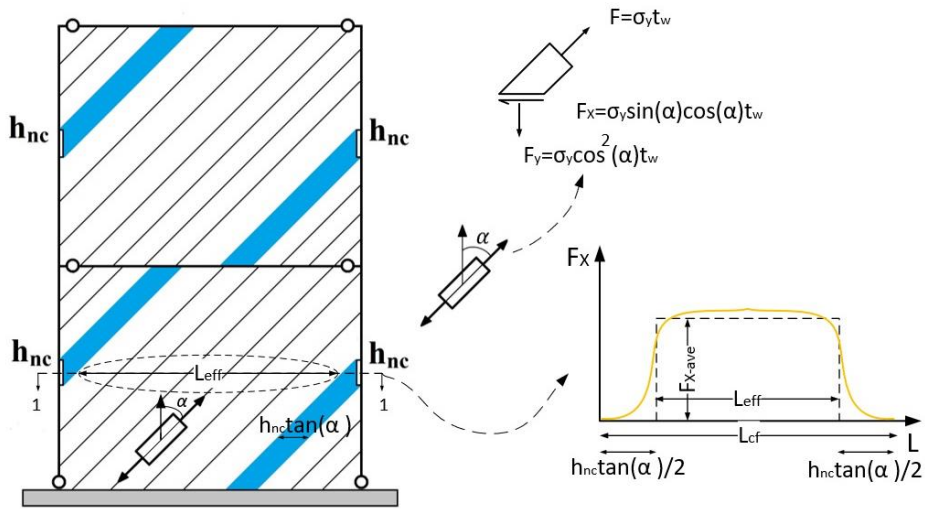 F=σytw
hnc
hnc
Fx=σysin(α)cos(α)tw
Fy=σycos²(α)tw
α
Fx
hnc
hnc
Leff
Fx-ave
1
α
1
hnctan(α)
Leff
Lcf
L
hnctan(α)/2
hnctan(α)/2